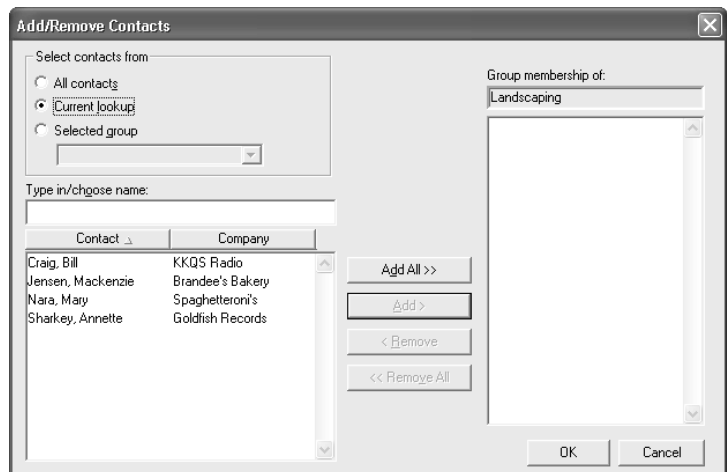 Add/Remove Contacts
Select contacts from
All contacts
Current lookup
Selected group
Type in/choose name:
Contact Company
Craig, Bill KKQS Radio
Jensen, Mackenzie Brandee's Bakery
Nara, Mary Spaghetteroni's
Sharkey, Annette Goldfish Records
Add All >>
Add >
< Remove
<< Remove All
Group membership of:
Landscaping
OK Cancel